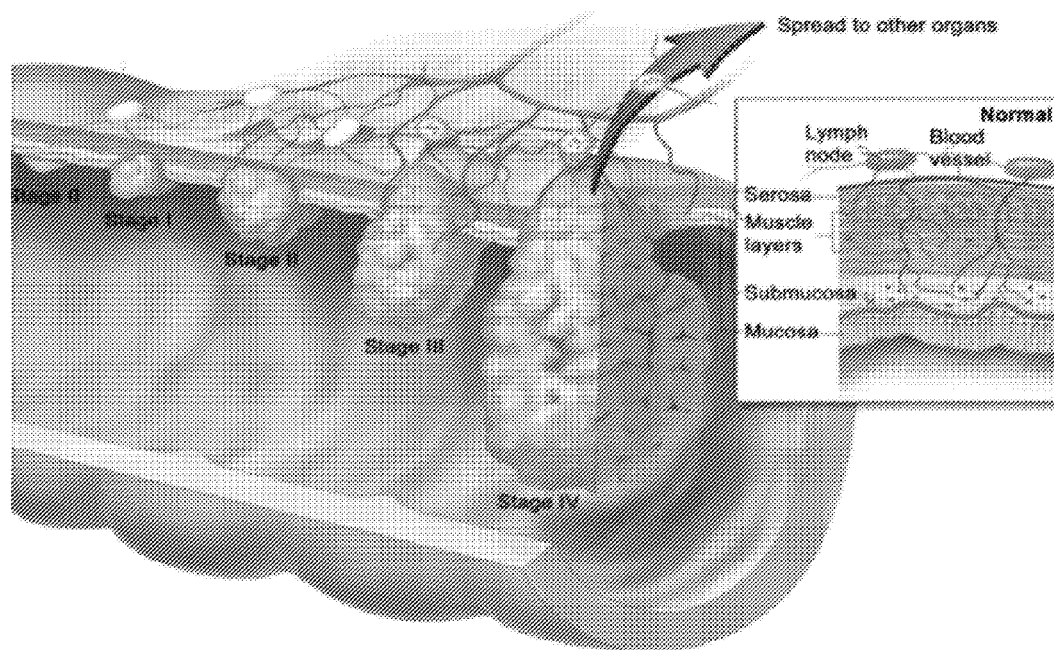 Spread to other organs
Normal
Lymph
node
Blood
vessel
Serosa
Muscle
layers
Submucosa
Mucosa
Stage 0
Stage I
Stage II
Stage III
Stage IV